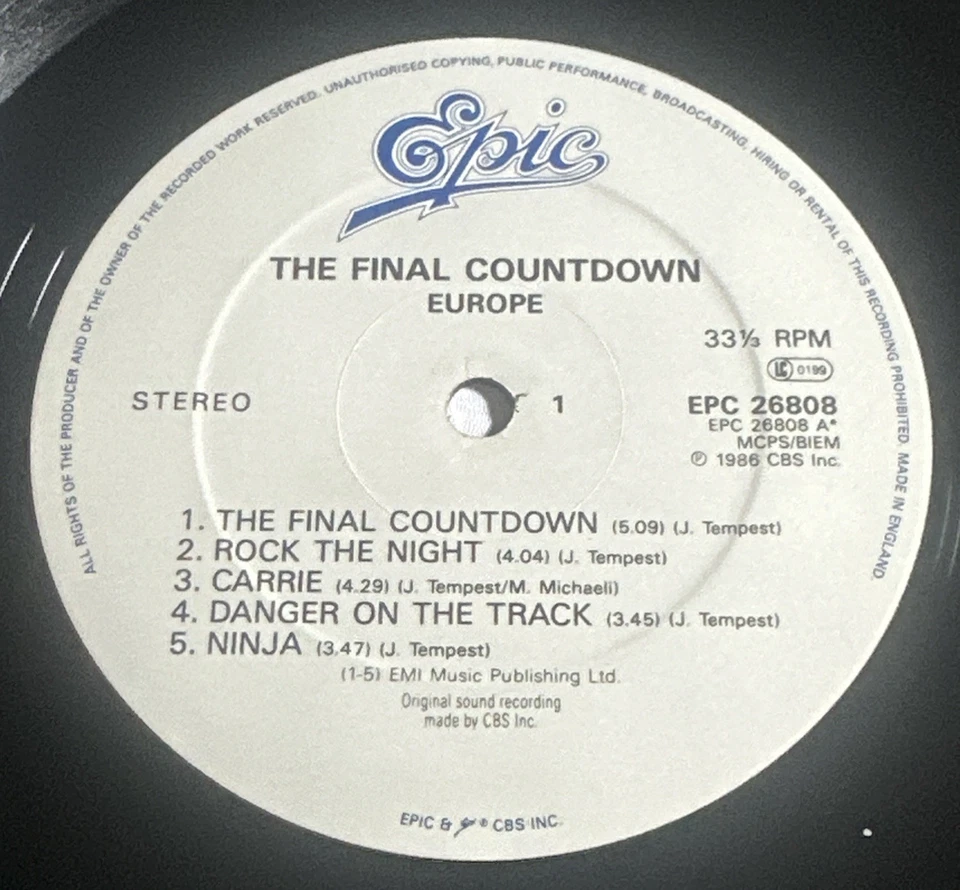 ALL RIGHTS OF THE PRODUCER AND OF THE OWNER OF THE RECORDED WORK RESERVED. UNAUTHORISED COPYING, PUBLIC PERFORMANCE, BROADCASTING, HIRING OR RENTAL OF THIS RECORDING PROHIBITED. MADE IN ENGLAND.
Epic
THE FINAL COUNTDOWN
EUROPE
33⅓ RPM
LC 0199
STEREO
1
EPC 26808
EPC 26808 A*
MCPS/BIEM
℗ 1986 CBS Inc.
1. THE FINAL COUNTDOWN (5.09) (J. Tempest)
2. ROCK THE NIGHT (4.04) (J. Tempest)
3. CARRIE (4.29) (J. Tempest/M. Michaeli)
4. DANGER ON THE TRACK (3.45) (J. Tempest)
5. NINJA (3.47) (J. Tempest)
(1-5) EMI Music Publishing Ltd.
Original sound recording
made by CBS Inc.
EPIC & ® CBS INC.